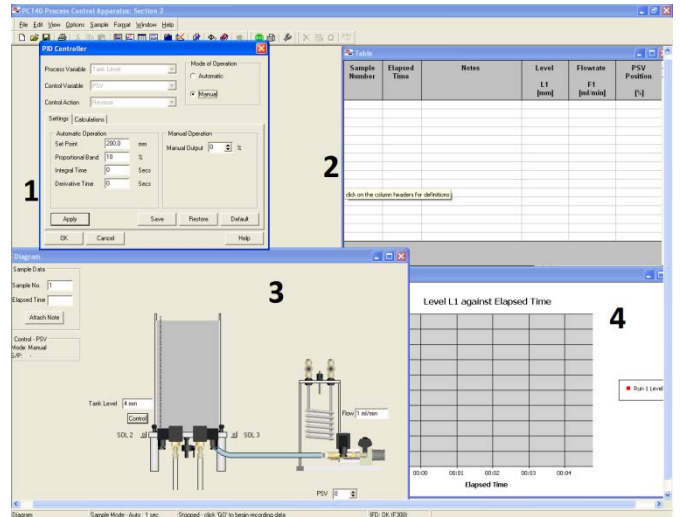 PCT40 Process Control Apparatus: Section 2
File Edit View Options Sample Format Window Help
PID Controller
Process Variable Tank Level
Control Variable PSV
Control Action Reverse
Mode of Operation
Automatic
Manual
Settings Calculations
Automatic Operation
Set Point 200.0 mm
Proportional Band 10 %
Integral Time 0 Secs
Derivative Time 0 Secs
Manual Operation
Manual Output 0 %
Apply Save Restore Default
OK Cancel Help
1
Table
Sample Number Elapsed Time Notes Level L1 [mm] Flowrate F1 [ml/min] PSV Position [%]
2
click on the column headers for definitions
Diagram
Sample Data
Sample No. 1
Elapsed Time
Attach Note
Control - PSV
Mode: Manual
S/P: -
3
Tank Level 4 mm
Control
SOL 2 SOL 3
Flow 1 ml/min
PSV 0
Level L1 against Elapsed Time
4
Run 1 Level
00:00 00:01 00:02 00:03 00:04
Elapsed Time
Diagram Sample Mode - Auto : 1 sec Stopped - click 'GO' to begin recording data IFD: OK (F308)